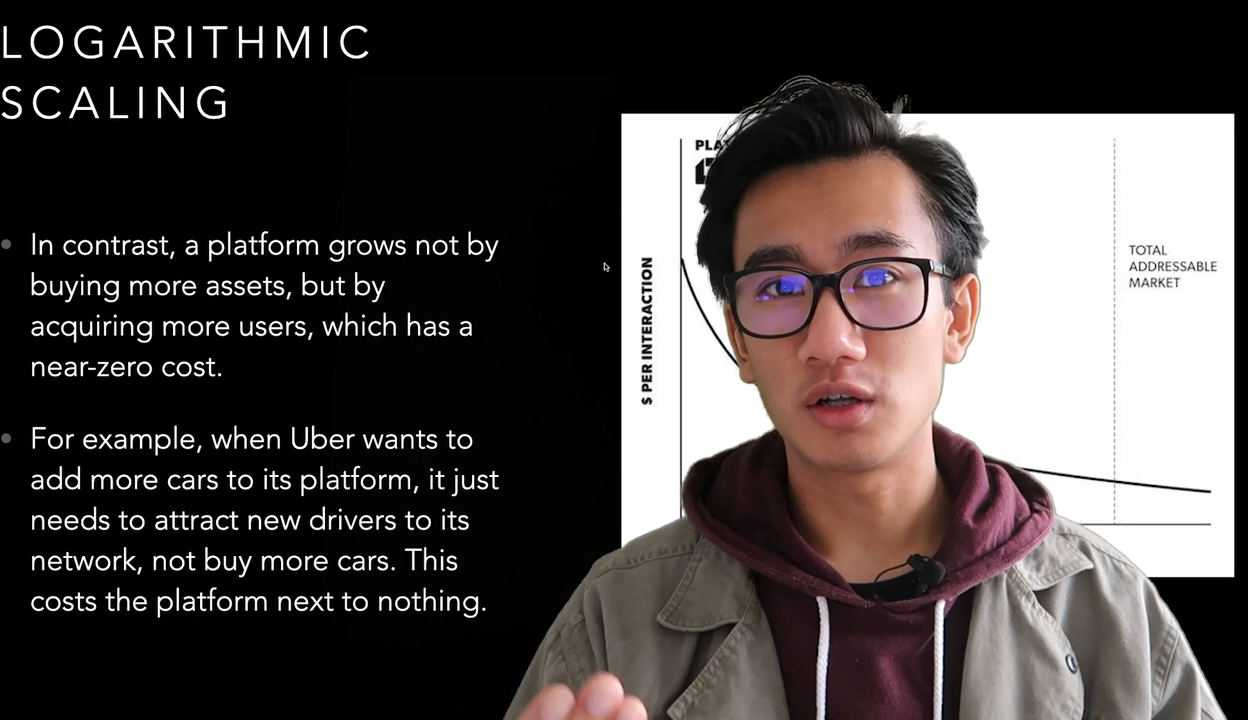 LOGARITHMIC
SCALING
In contrast, a platform grows not by
buying more assets, but by
acquiring more users, which has a
near-zero cost.
For example, when Uber wants to
add more cars to its platform, it just
needs to attract new drivers to its
network, not buy more cars. This
costs the platform next to nothing.
$ PER INTERACTION
TOTAL
ADDRESSABLE
MARKET